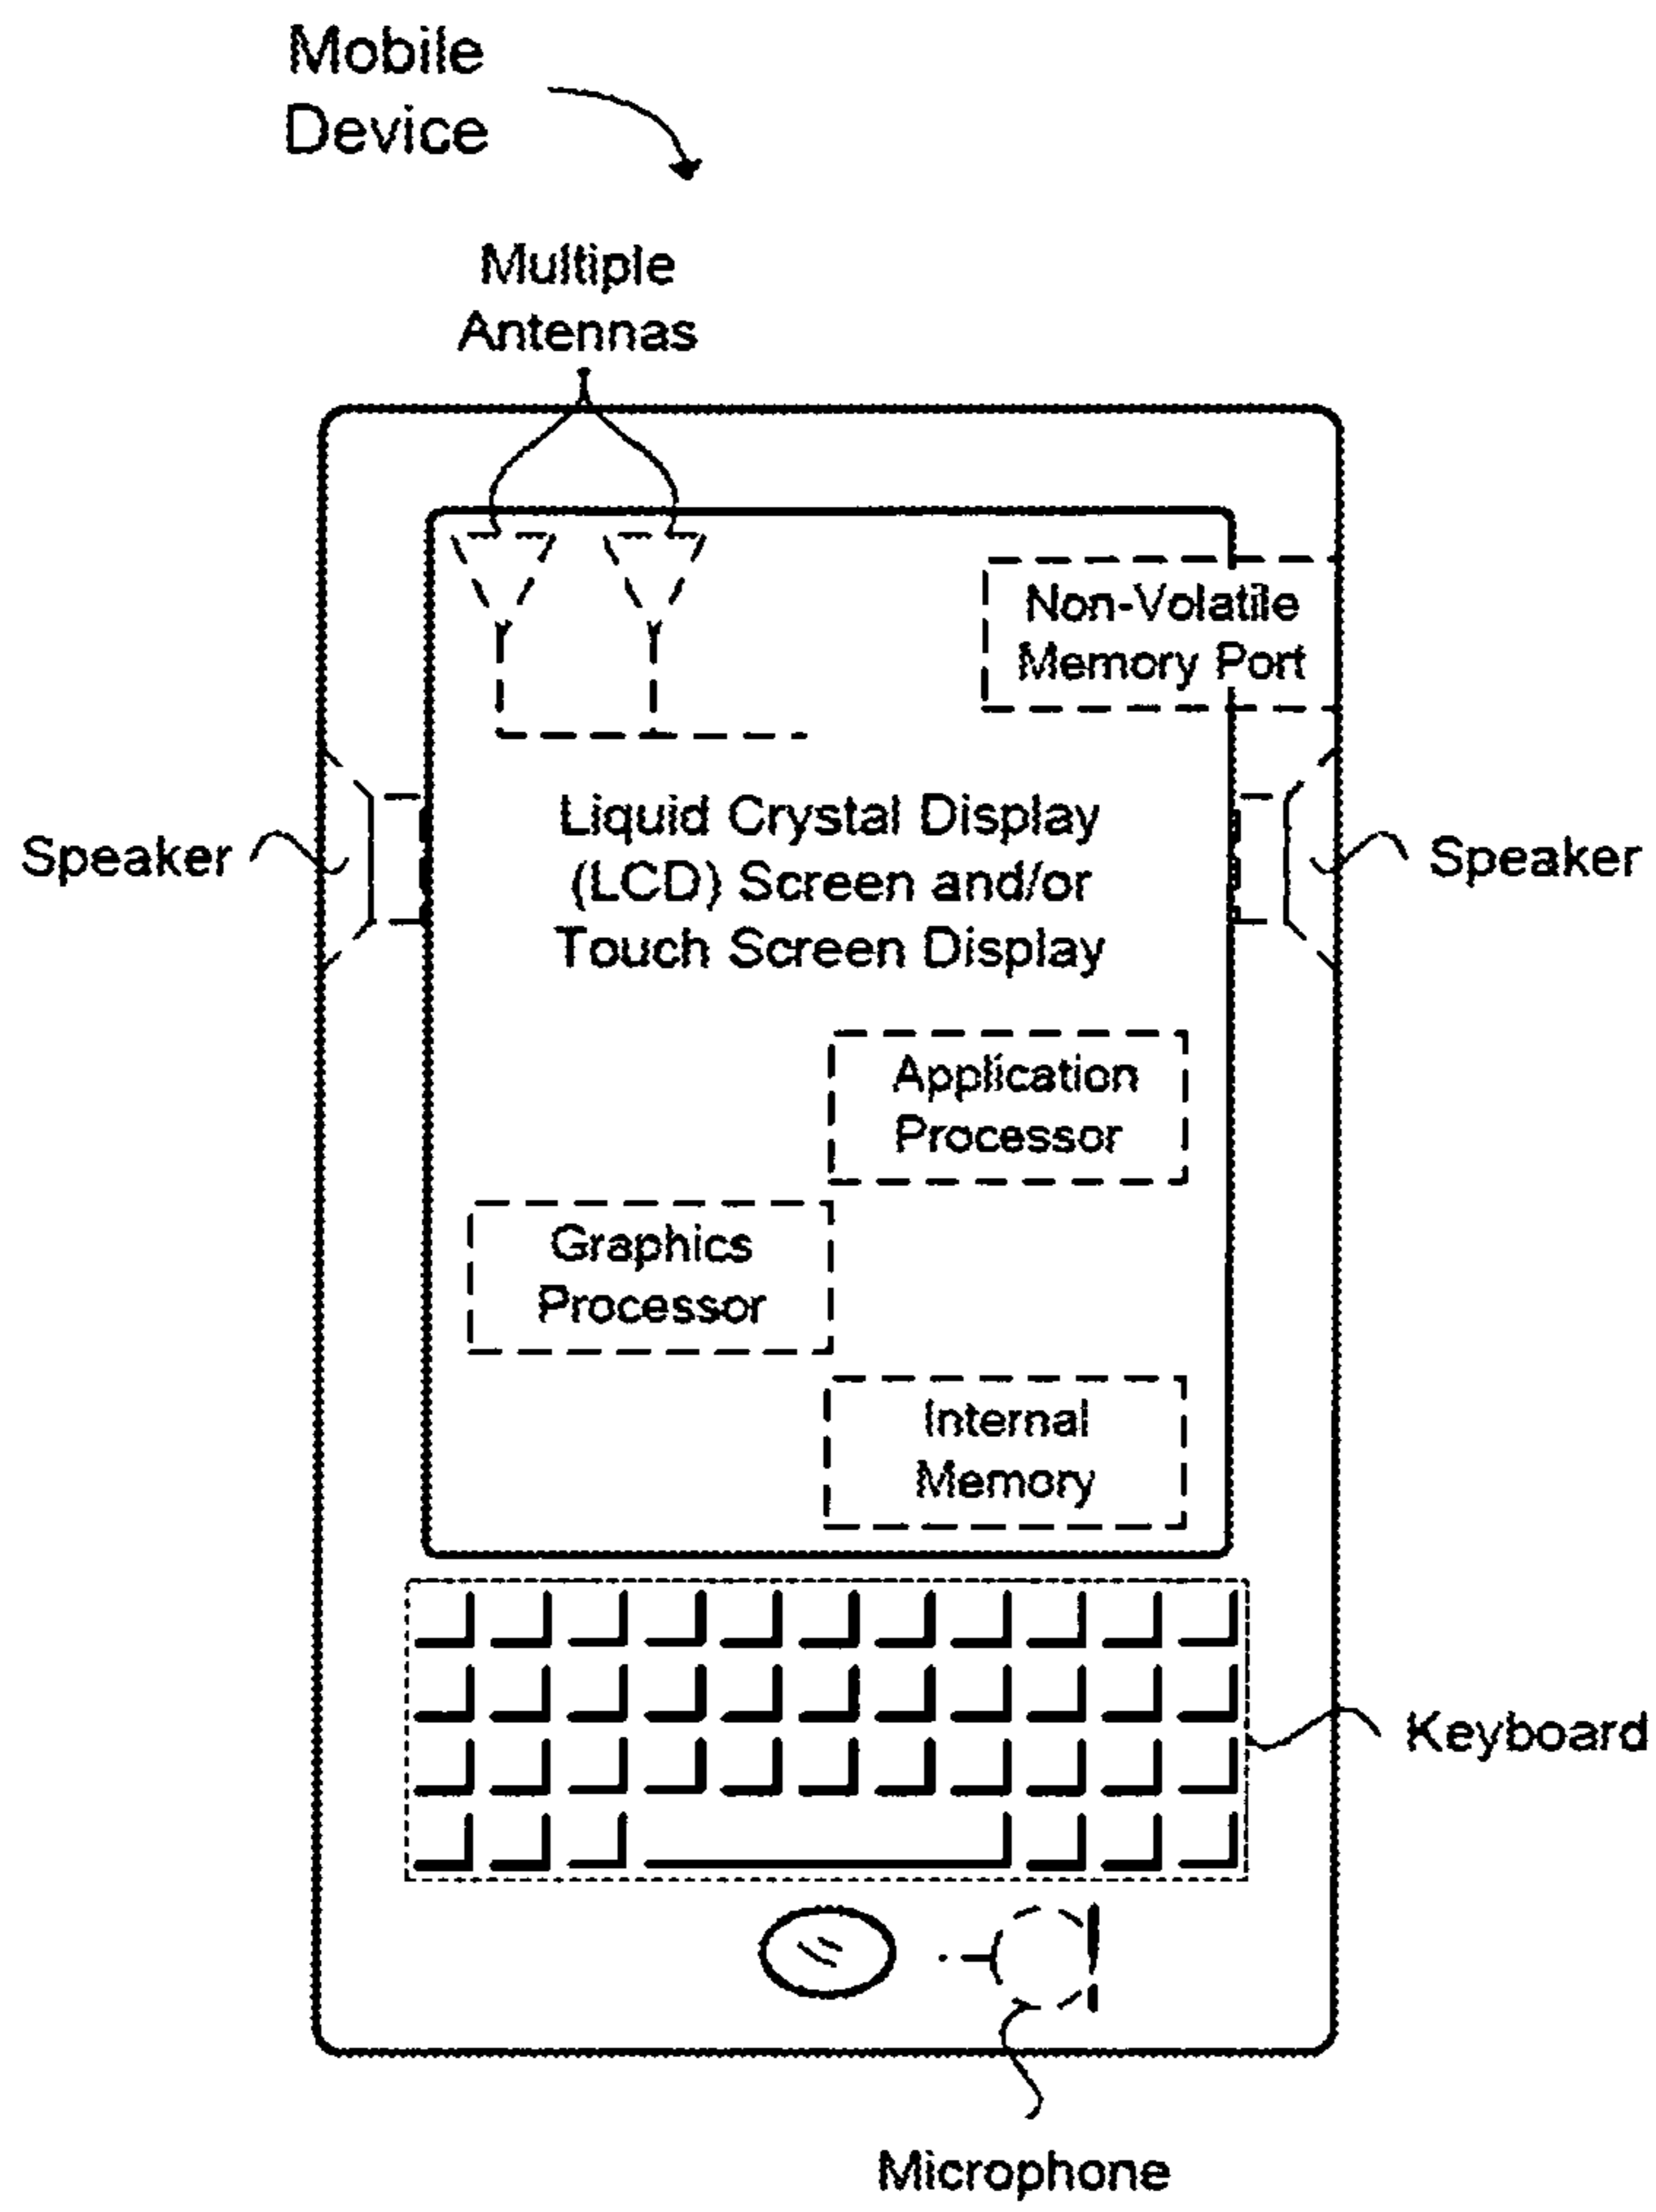 Mobile
Device
Multiple
Antennas
Non-Volatile
Memory Port
Speaker
Liquid Crystal Display
(LCD) Screen and/or
Touch Screen Display
Speaker
Application
Processor
Graphics
Processor
Internal
Memory
Keyboard
Microphone